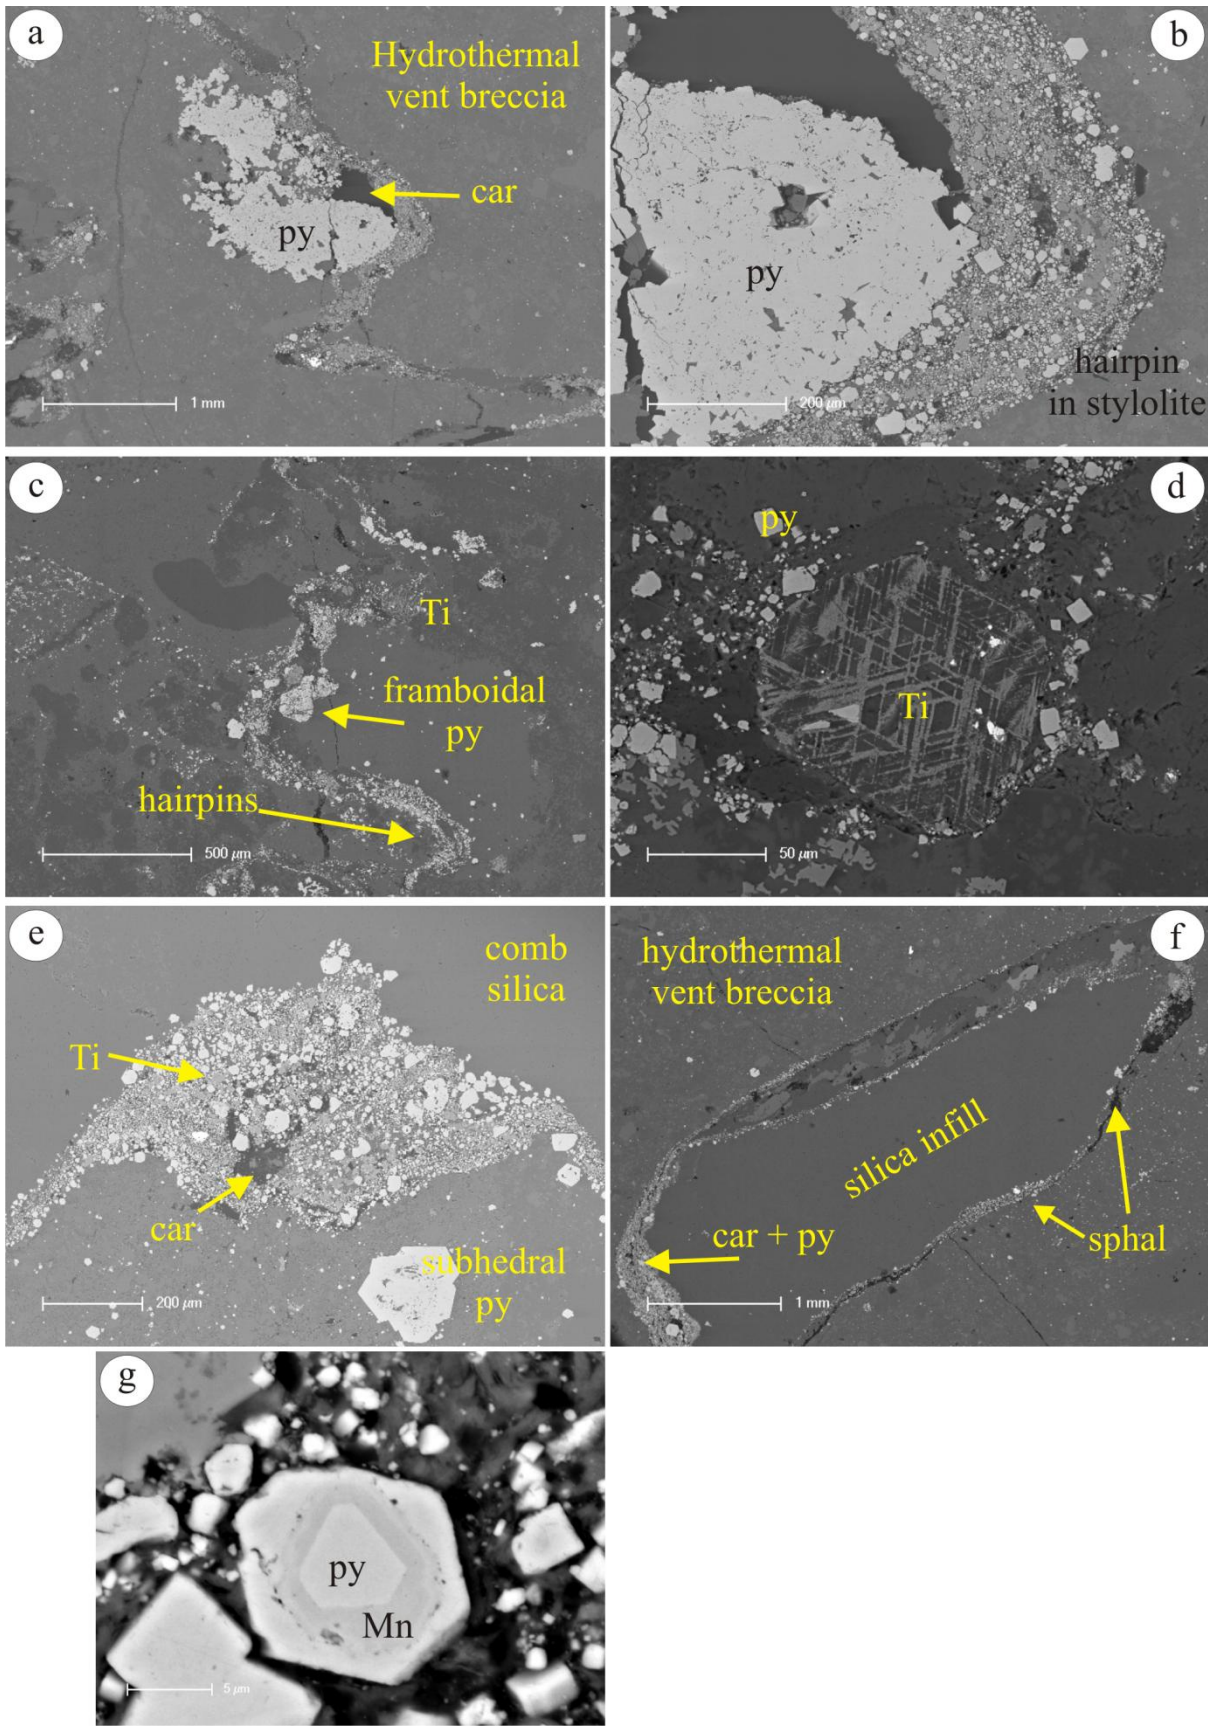 a
Hydrothermal
vent breccia
car
py
1 mm
b
py
hairpin
in stylolite
200 µm
c
Ti
framboidal
py
hairpins
500 µm
d
py
Ti
50 µm
e
comb
silica
Ti
car
subhedral
py
200 µm
f
hydrothermal
vent breccia
silica infill
car + py
sphal
1 mm
g
py
Mn
5 µm